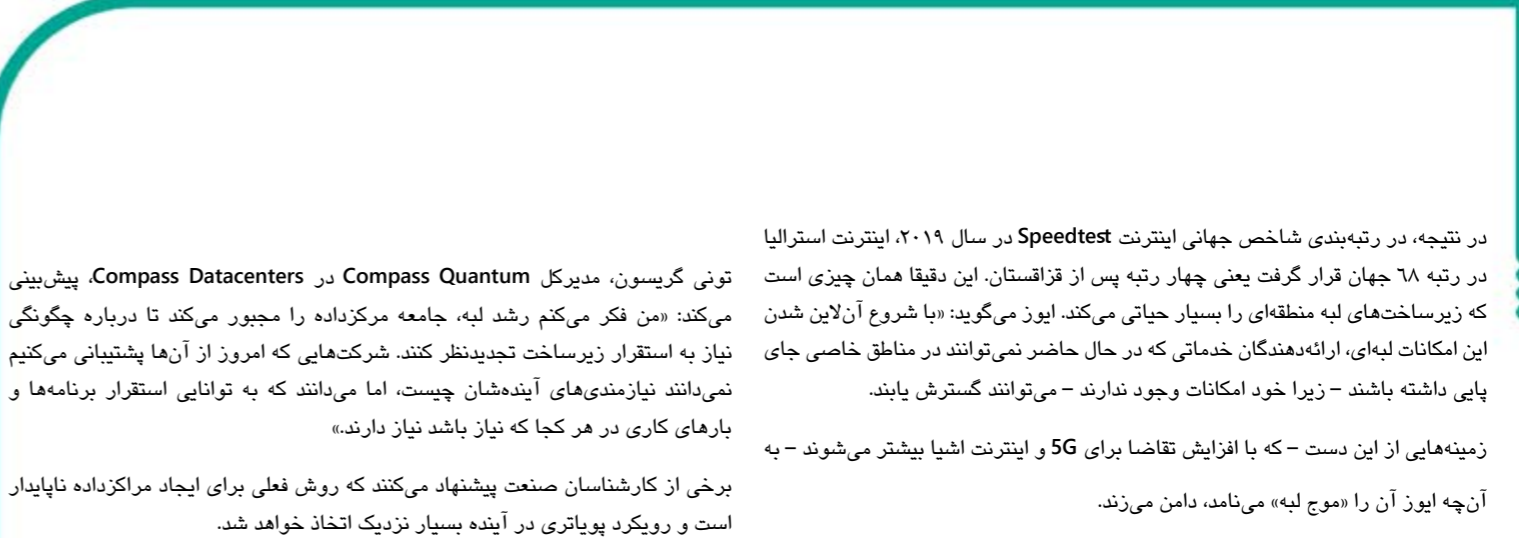 در نتیجه، در رتبه‌بندی شاخص جهانی اینترنت Speedtest در سال ۲۰۱۹، اینترنت استرالیا
در رتبه ۶۸ جهان قرار گرفت یعنی چهار رتبه پس از قزاقستان. این دقیقا همان چیزی است
که زیرساخت‌های لبه منطقه‌ای را بسیار حیاتی می‌کند. ایوز می‌گوید: «با شروع آن‌لاین شدن
این امکانات لبه‌ای، ارائه‌دهندگان خدماتی که در حال حاضر نمی‌توانند در مناطق خاصی جای
پایی داشته باشند – زیرا خود امکانات وجود ندارند – می‌توانند گسترش یابند.
زمینه‌هایی از این دست – که با افزایش تقاضا برای 5G و اینترنت اشیا بیشتر می‌شوند – به
آن‌چه ایوز آن را «موج لبه» می‌نامد، دامن می‌زند.
تونی گریسون، مدیرکل Compass Quantum در Compass Datacenters، پیش‌بینی
می‌کند: «من فکر می‌کنم رشد لبه، جامعه مرکزداده را مجبور می‌کند تا درباره چگونگی
نیاز به استقرار زیرساخت تجدیدنظر کنند. شرکت‌هایی که امروز از آن‌ها پشتیبانی می‌کنیم
نمی‌دانند نیازمندی‌های آینده‌شان چیست، اما می‌دانند که به توانایی استقرار برنامه‌ها و
بارهای کاری در هر کجا که نیاز باشد نیاز دارند.»
برخی از کارشناسان صنعت پیشنهاد می‌کنند که روش فعلی برای ایجاد مراکزداده ناپایدار
است و رویکرد پویاتری در آینده بسیار نزدیک اتخاذ خواهد شد.